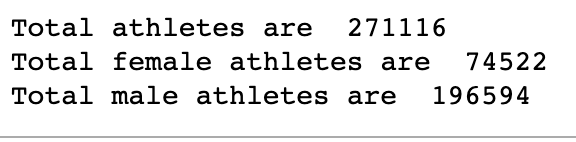 Total athletes are  271116
Total female athletes are  74522
Total male athletes are  196594